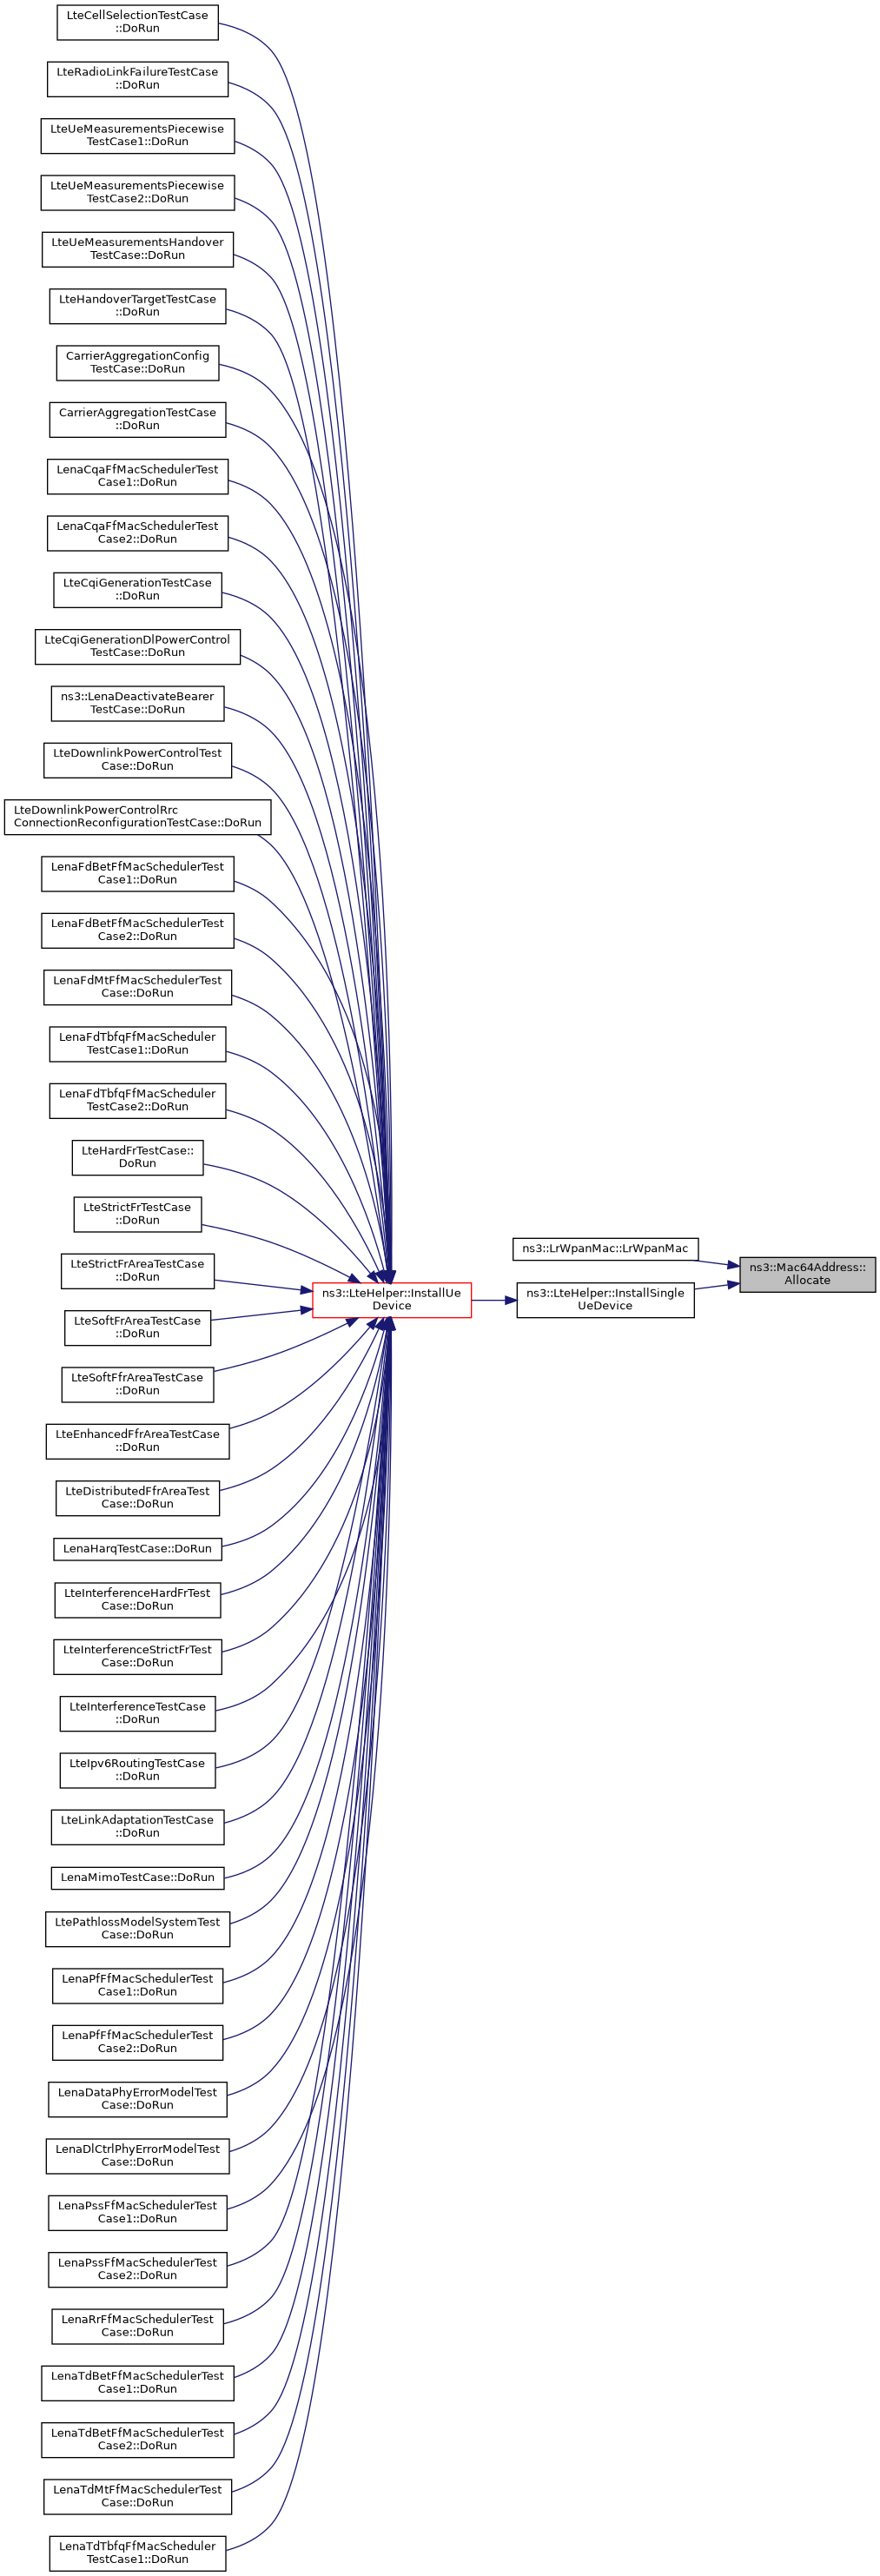 LteCellSelectionTestCase
::DoRun
LteRadioLinkFailureTestCase
::DoRun
LteUeMeasurementsPiecewise
TestCase1::DoRun
LteUeMeasurementsPiecewise
TestCase2::DoRun
LteUeMeasurementsHandover
TestCase::DoRun
LteHandoverTargetTestCase
::DoRun
CarrierAggregationConfig
TestCase::DoRun
CarrierAggregationTestCase
::DoRun
LenaCqaFfMacSchedulerTest
Case1::DoRun
LenaCqaFfMacSchedulerTest
Case2::DoRun
LteCqiGenerationTestCase
::DoRun
LteCqiGenerationDlPowerControl
TestCase::DoRun
ns3::LenaDeactivateBearer
TestCase::DoRun
LteDownlinkPowerControlTest
Case::DoRun
LteDownlinkPowerControlRrc
ConnectionReconfigurationTestCase::DoRun
LenaFdBetFfMacSchedulerTest
Case1::DoRun
LenaFdBetFfMacSchedulerTest
Case2::DoRun
LenaFdMtFfMacSchedulerTest
Case::DoRun
LenaFdTbfqFfMacScheduler
TestCase1::DoRun
LenaFdTbfqFfMacScheduler
TestCase2::DoRun
LteHardFrTestCase::
DoRun
LteStrictFrTestCase
::DoRun
LteStrictFrAreaTestCase
::DoRun
LteSoftFrAreaTestCase
::DoRun
LteSoftFfrAreaTestCase
::DoRun
LteEnhancedFfrAreaTestCase
::DoRun
LteDistributedFfrAreaTest
Case::DoRun
LenaHarqTestCase::DoRun
LteInterferenceHardFrTest
Case::DoRun
LteInterferenceStrictFrTest
Case::DoRun
LteInterferenceTestCase
::DoRun
LteIpv6RoutingTestCase
::DoRun
LteLinkAdaptationTestCase
::DoRun
LenaMimoTestCase::DoRun
LtePathlossModelSystemTest
Case::DoRun
LenaPfFfMacSchedulerTest
Case1::DoRun
LenaPfFfMacSchedulerTest
Case2::DoRun
LenaDataPhyErrorModelTest
Case::DoRun
LenaDlCtrlPhyErrorModelTest
Case::DoRun
LenaPssFfMacSchedulerTest
Case1::DoRun
LenaPssFfMacSchedulerTest
Case2::DoRun
LenaRrFfMacSchedulerTest
Case::DoRun
LenaTdBetFfMacSchedulerTest
Case1::DoRun
LenaTdBetFfMacSchedulerTest
Case2::DoRun
LenaTdMtFfMacSchedulerTest
Case::DoRun
LenaTdTbfqFfMacScheduler
TestCase1::DoRun
ns3::LteHelper::InstallUe
Device
ns3::LrWpanMac::LrWpanMac
ns3::LteHelper::InstallSingle
UeDevice
ns3::Mac64Address::
Allocate